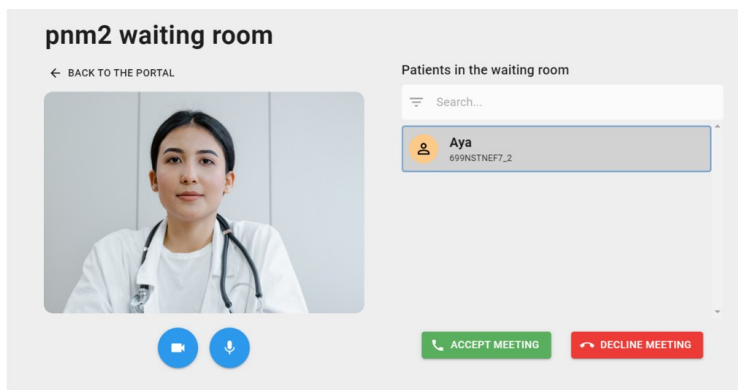 pnm2 waiting room
BACK TO THE PORTAL
Patients in the waiting room
Search...
Aya
699NSTNEF7_2
ACCEPT MEETING
DECLINE MEETING